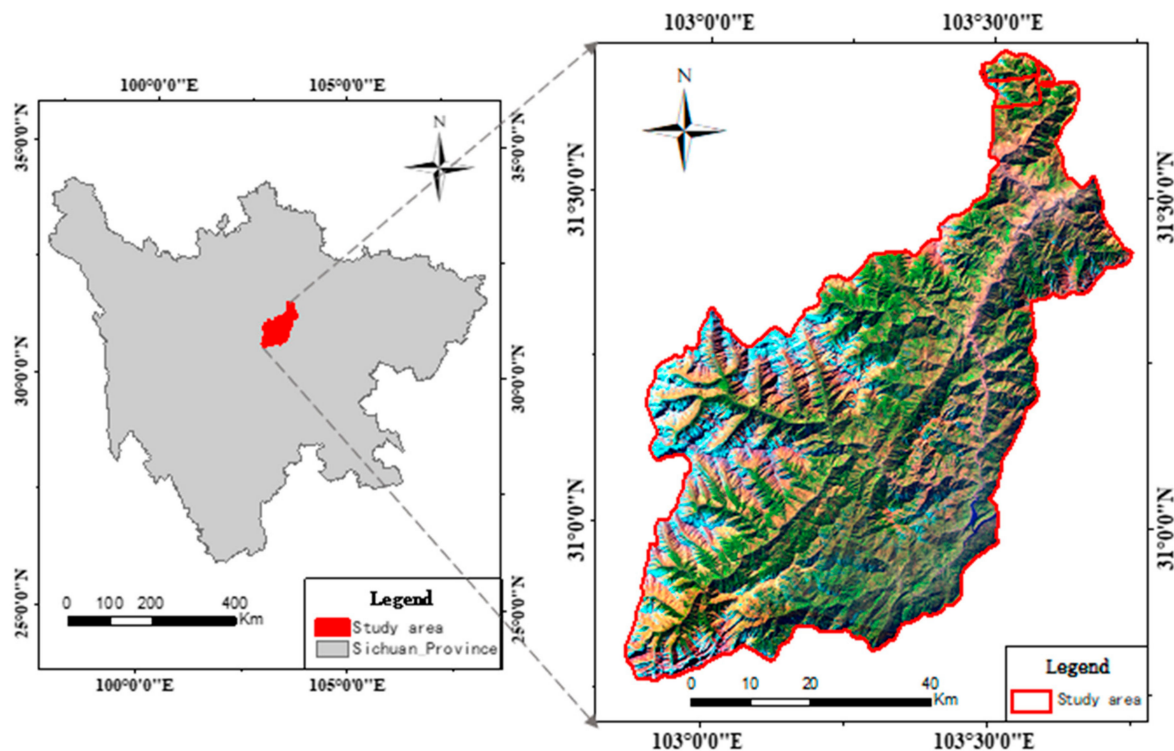 100°0'0"E 105°0'0"E
35°0'0"N
30°0'0"N
25°0'0"N
N
35°0'0"N
30°0'0"N
25°0'0"N
0 100 200 400
Km
Legend
Study area
Sichuan_Province
100°0'0"E 105°0'0"E
103°0'0"E 103°30'0"E
N
31°30'0"N
31°0'0"N
31°30'0"N
31°0'0"N
0 10 20 40
Km
Legend
Study area
103°0'0"E 103°30'0"E